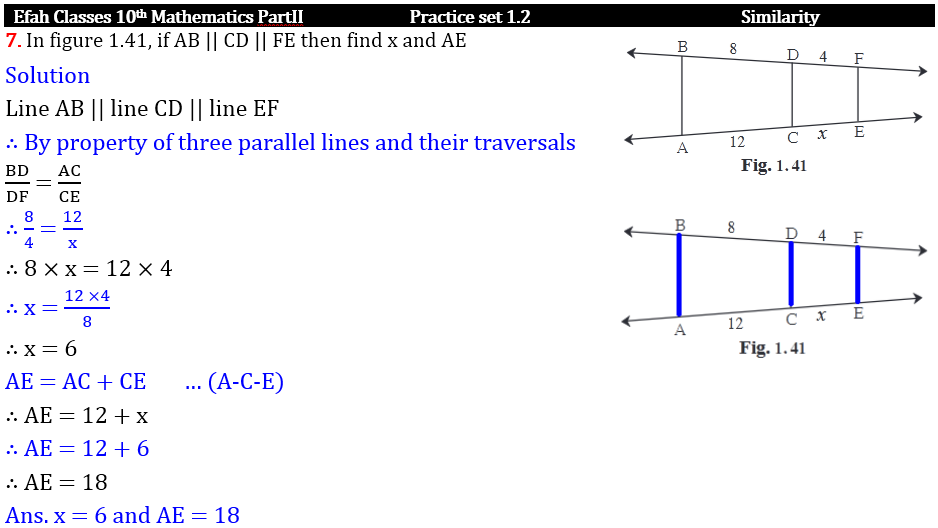 Efah Classes 10th Mathematics PartII Practice set 1.2 Similarity
7. In figure 1.41, if AB || CD || FE then find x and AE
Solution
Line AB || line CD || line EF
∴ By property of three parallel lines and their traversals
BD/DF = AC/CE
∴ 8/4 = 12/x
∴ 8 × x = 12 × 4
∴ x = 12 ×4/8
∴ x = 6
AE = AC + CE ... (A-C-E)
∴ AE = 12 + x
∴ AE = 12 + 6
∴ AE = 18
Ans. x = 6 and AE = 18
B 8 D 4 F
A 12 C x E
Fig. 1.41
B 8 D 4 F
A 12 C x E
Fig. 1.41